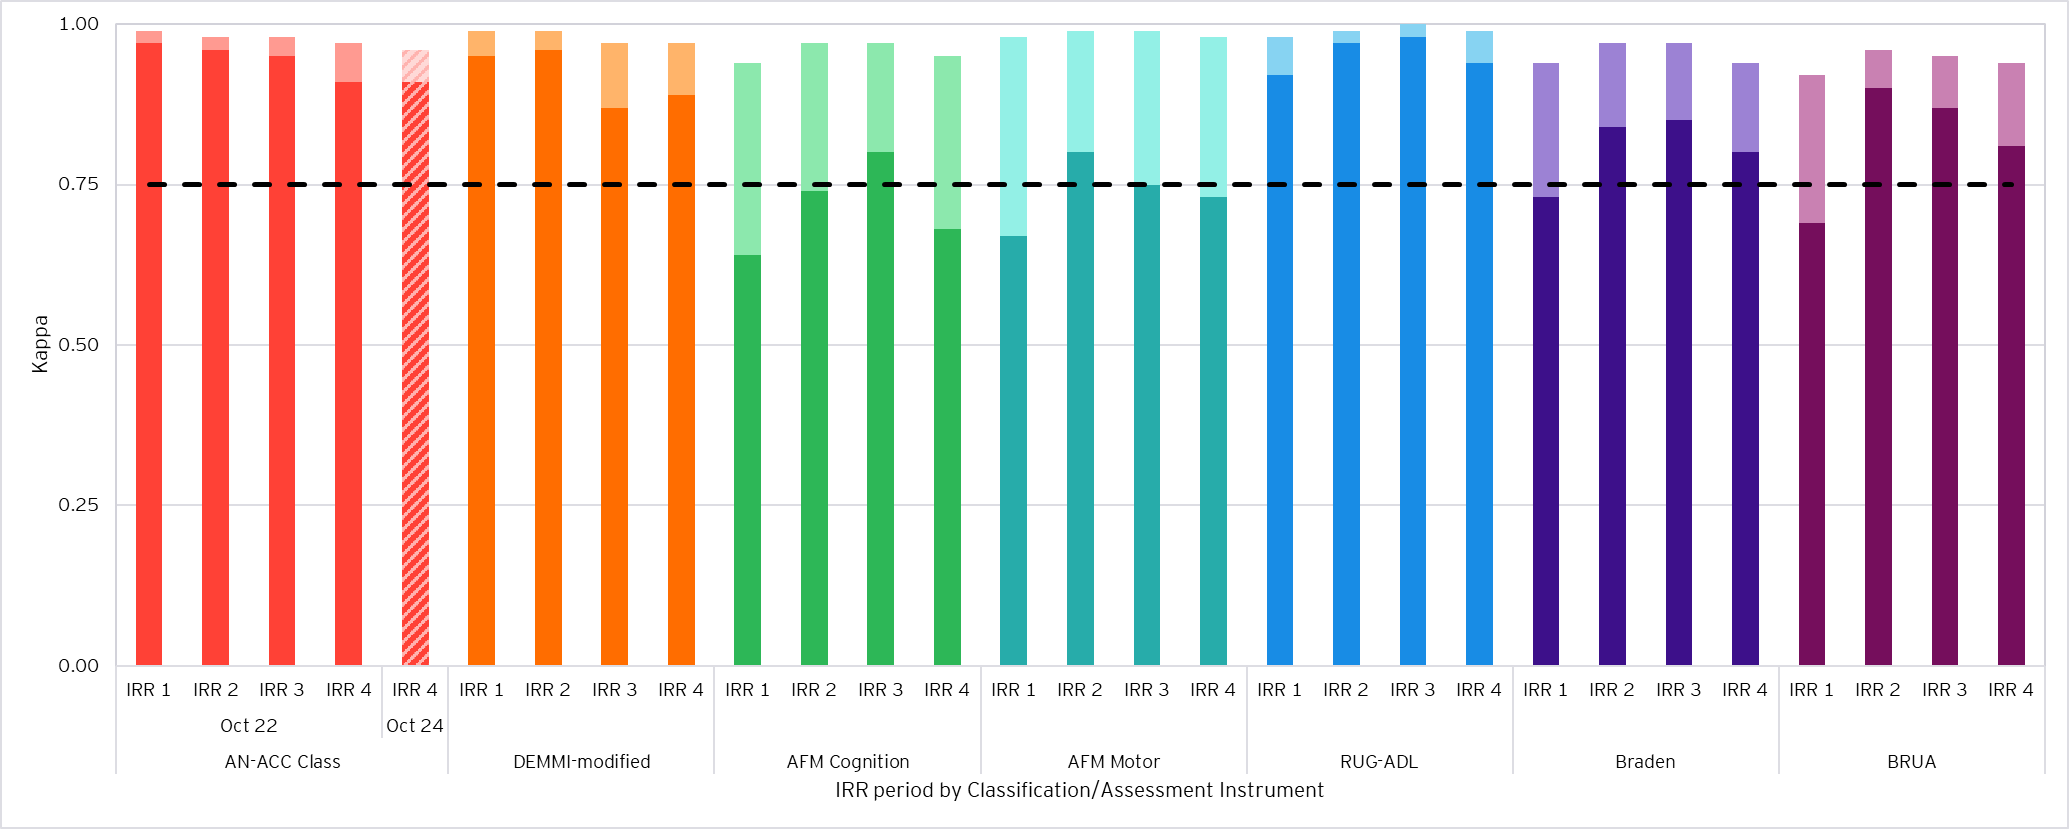 1.00
0.75
0.50
0.25
0.00
Kappa
IRR 1 IRR 2 IRR 3 IRR 4 IRR 4 IRR 1 IRR 2 IRR 3 IRR 4 IRR 1 IRR 2 IRR 3 IRR 4 IRR 1 IRR 2 IRR 3 IRR 4 IRR 1 IRR 2 IRR 3 IRR 4 IRR 1 IRR 2 IRR 3 IRR 4 IRR 1 IRR 2 IRR 3 IRR 4
Oct 22 Oct 24
AN-ACC Class DEMMI-modified AFM Cognition AFM Motor RUG-ADL Braden BRUA
IRR period by Classification/Assessment Instrument